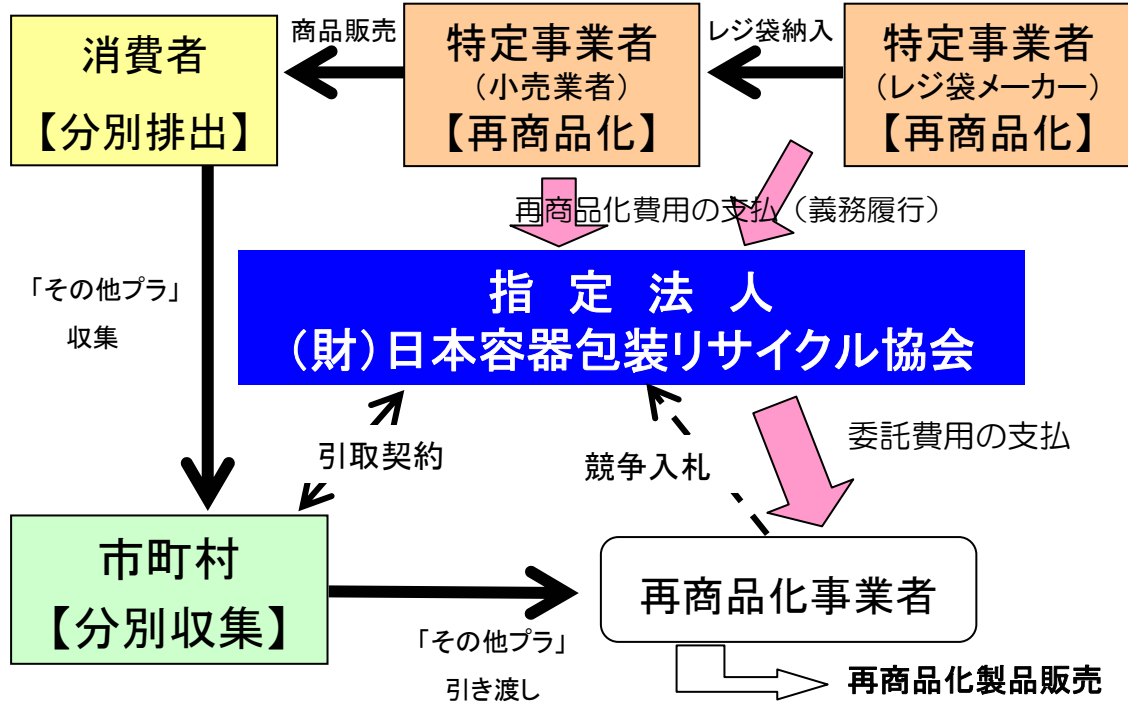 消費者
【分別排出】
商品販売
特定事業者
（小売業者）
【再商品化】
レジ袋納入
特定事業者
（レジ袋メーカー）
【再商品化】
再商品化費用の支払（義務履行）
「その他プラ」
収集
指　定　法　人
（財）日本容器包装リサイクル協会
引取契約
競争入札
委託費用の支払
市町村
【分別収集】
「その他プラ」
引き渡し
再商品化事業者
再商品化製品販売